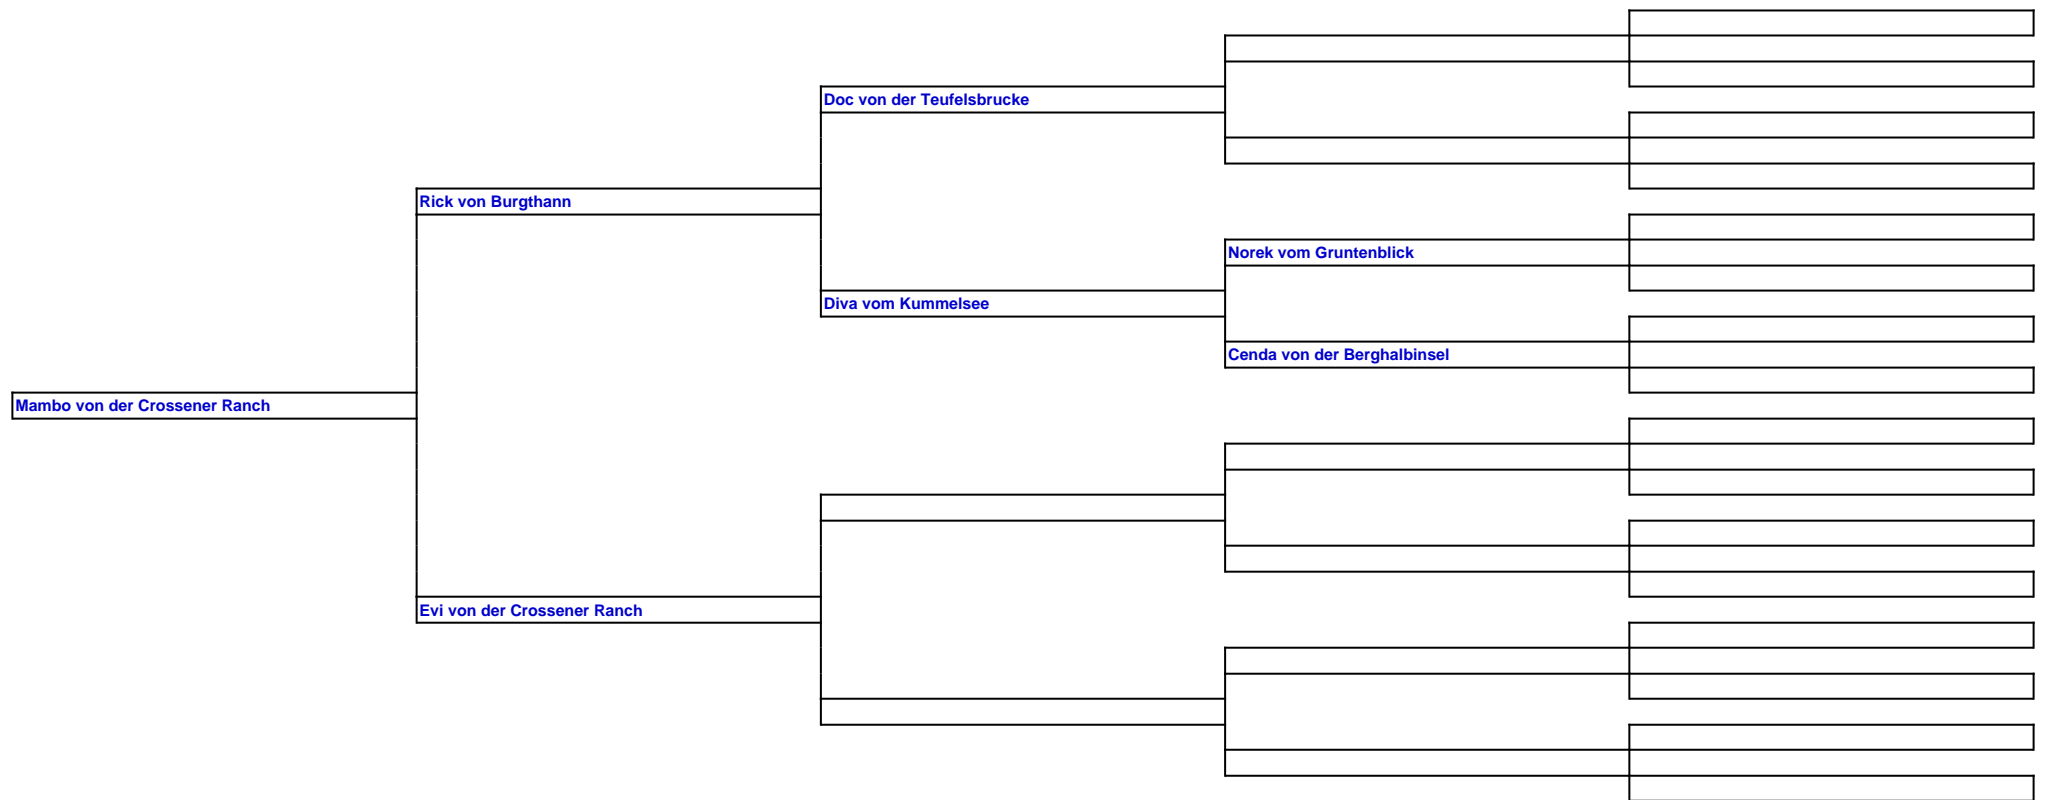 Doc von der Teufelsbrucke
Rick von Burgthann
Norek vom Gruntenblick
Diva vom Kummelsee
Cenda von der Berghalbinsel
Mambo von der Crossener Ranch
Evi von der Crossener Ranch